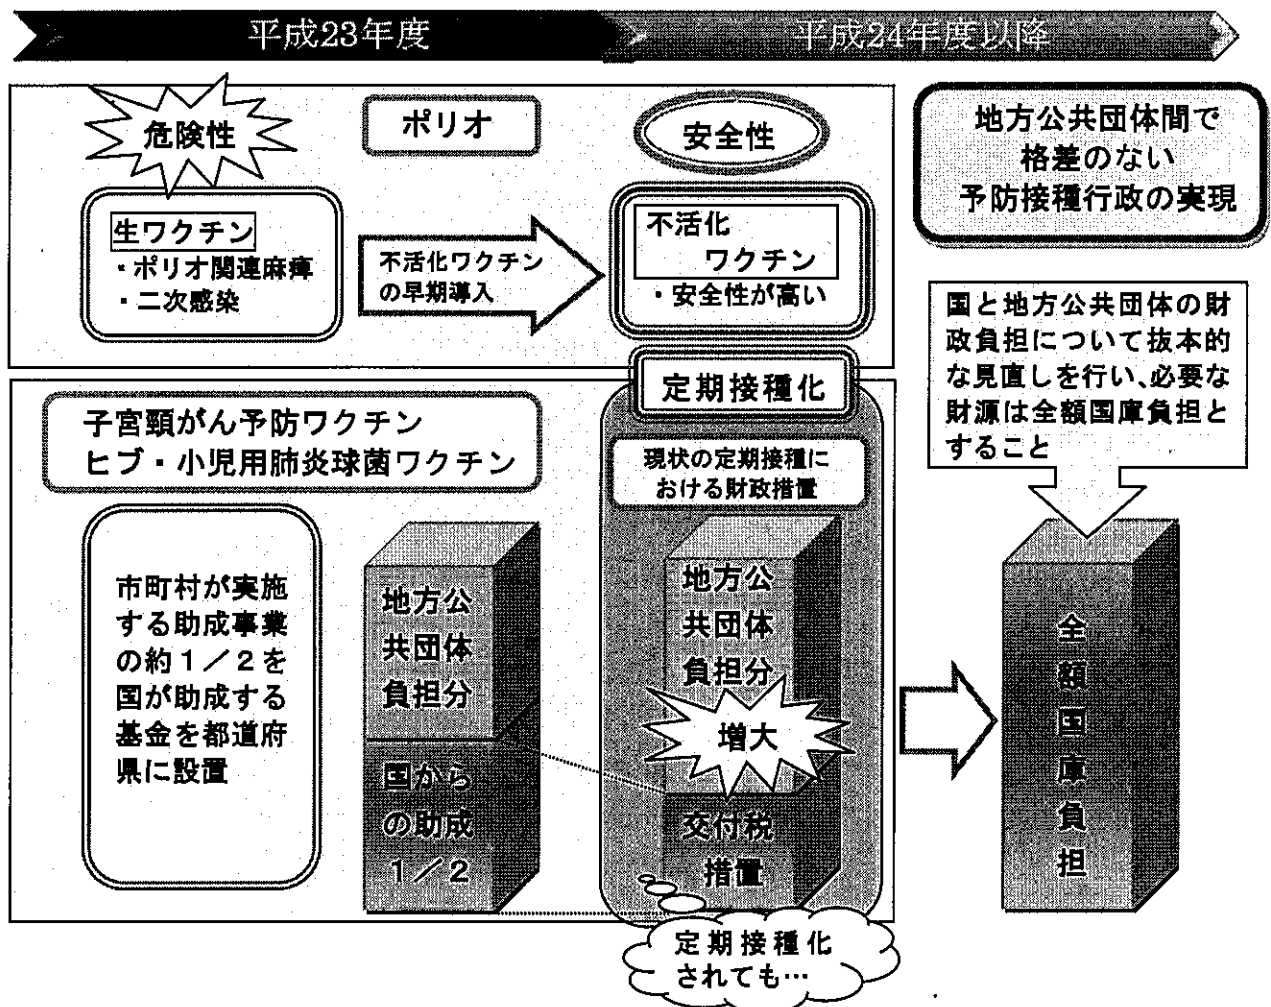 平成23年度
平成24年度以降
危険性
ポリオ
安全性
生ワクチン
・ポリオ関連麻痺
・二次感染
不活化ワクチン
の早期導入
不活化
ワクチン
・安全性が高い
地方公共団体間で
格差のない
予防接種行政の実現
国と地方公共団体の財
政負担について抜本的
な見直しを行い、必要な
財源は全額国庫負担と
すること
定期接種化
子宮頸がん予防ワクチン
ヒブ・小児用肺炎球菌ワクチン
現状の定期接種に
おける財政措置
市町村が実施
する助成事業
の約1/2を
国が助成する
基金を都道府
県に設置
地方公
共団体
負担分
国から
の助成
1/2
地方公
共団体
負担分
増大
交付税
措置
定期接種化
されても…
全
額
国
庫
負
担